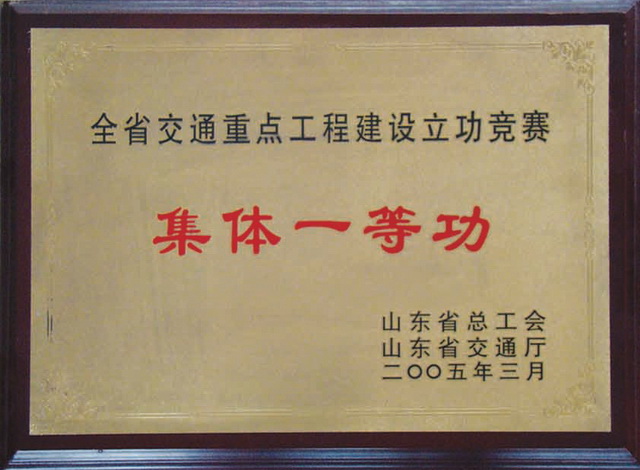 全省交通重点工程建设立功竞赛
集体一等功
山东省总工会
山东省交通厅
二〇〇五年三月